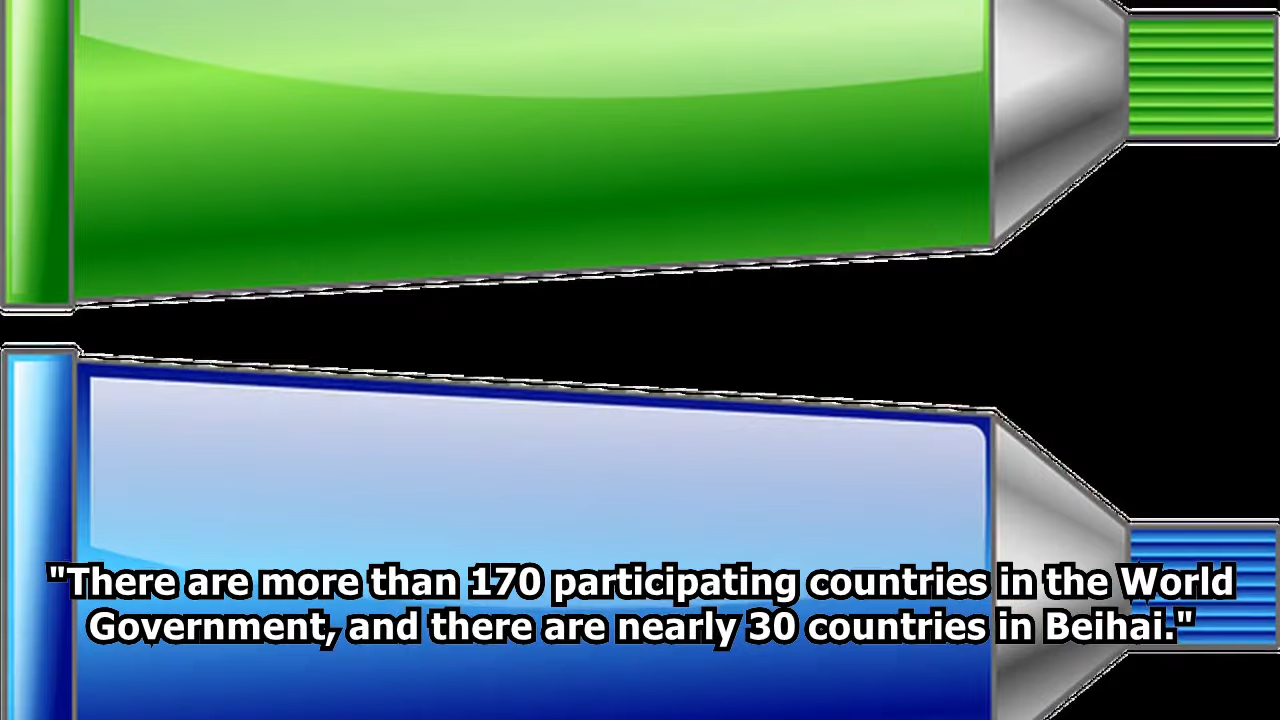 "There are more than 170 participating countries in the World
Government, and there are nearly 30 countries in Beihai."